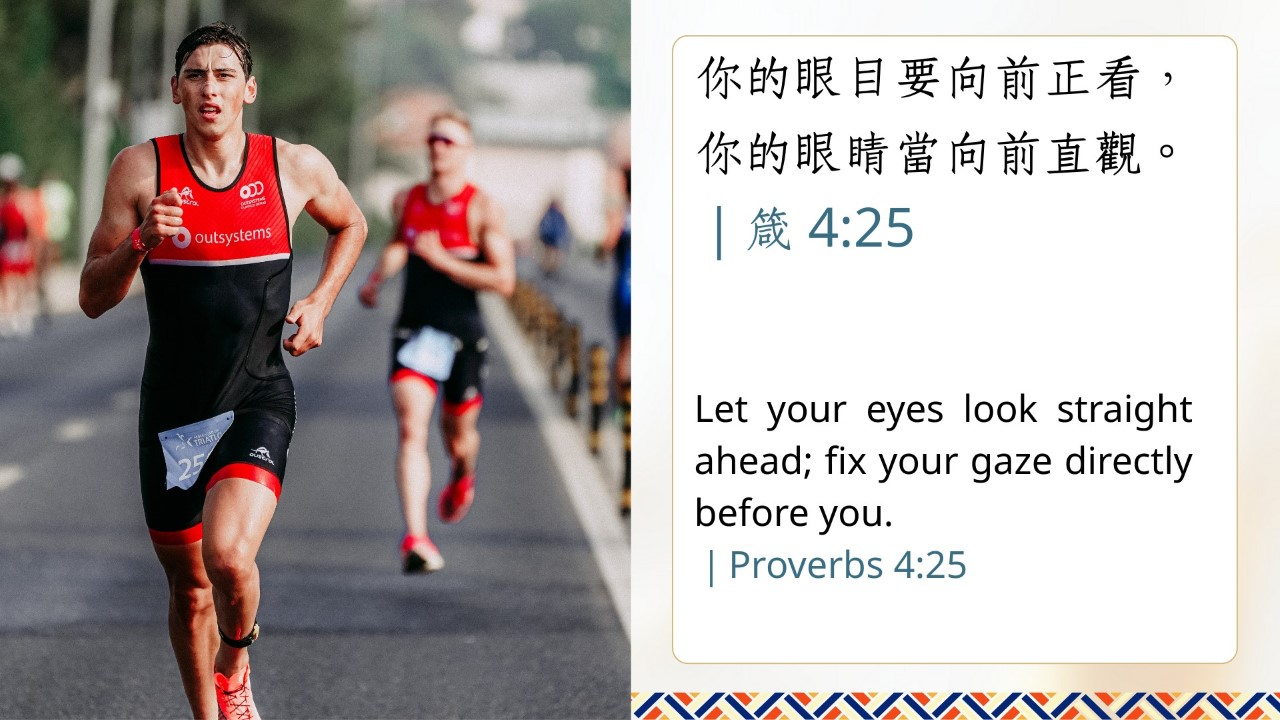 outsystems
TRIATL
25
你的眼目要向前正看，
你的眼睛當向前直觀。
| 箴 4:25
Let your eyes look straight
ahead; fix your gaze directly
before you.
| Proverbs 4:25